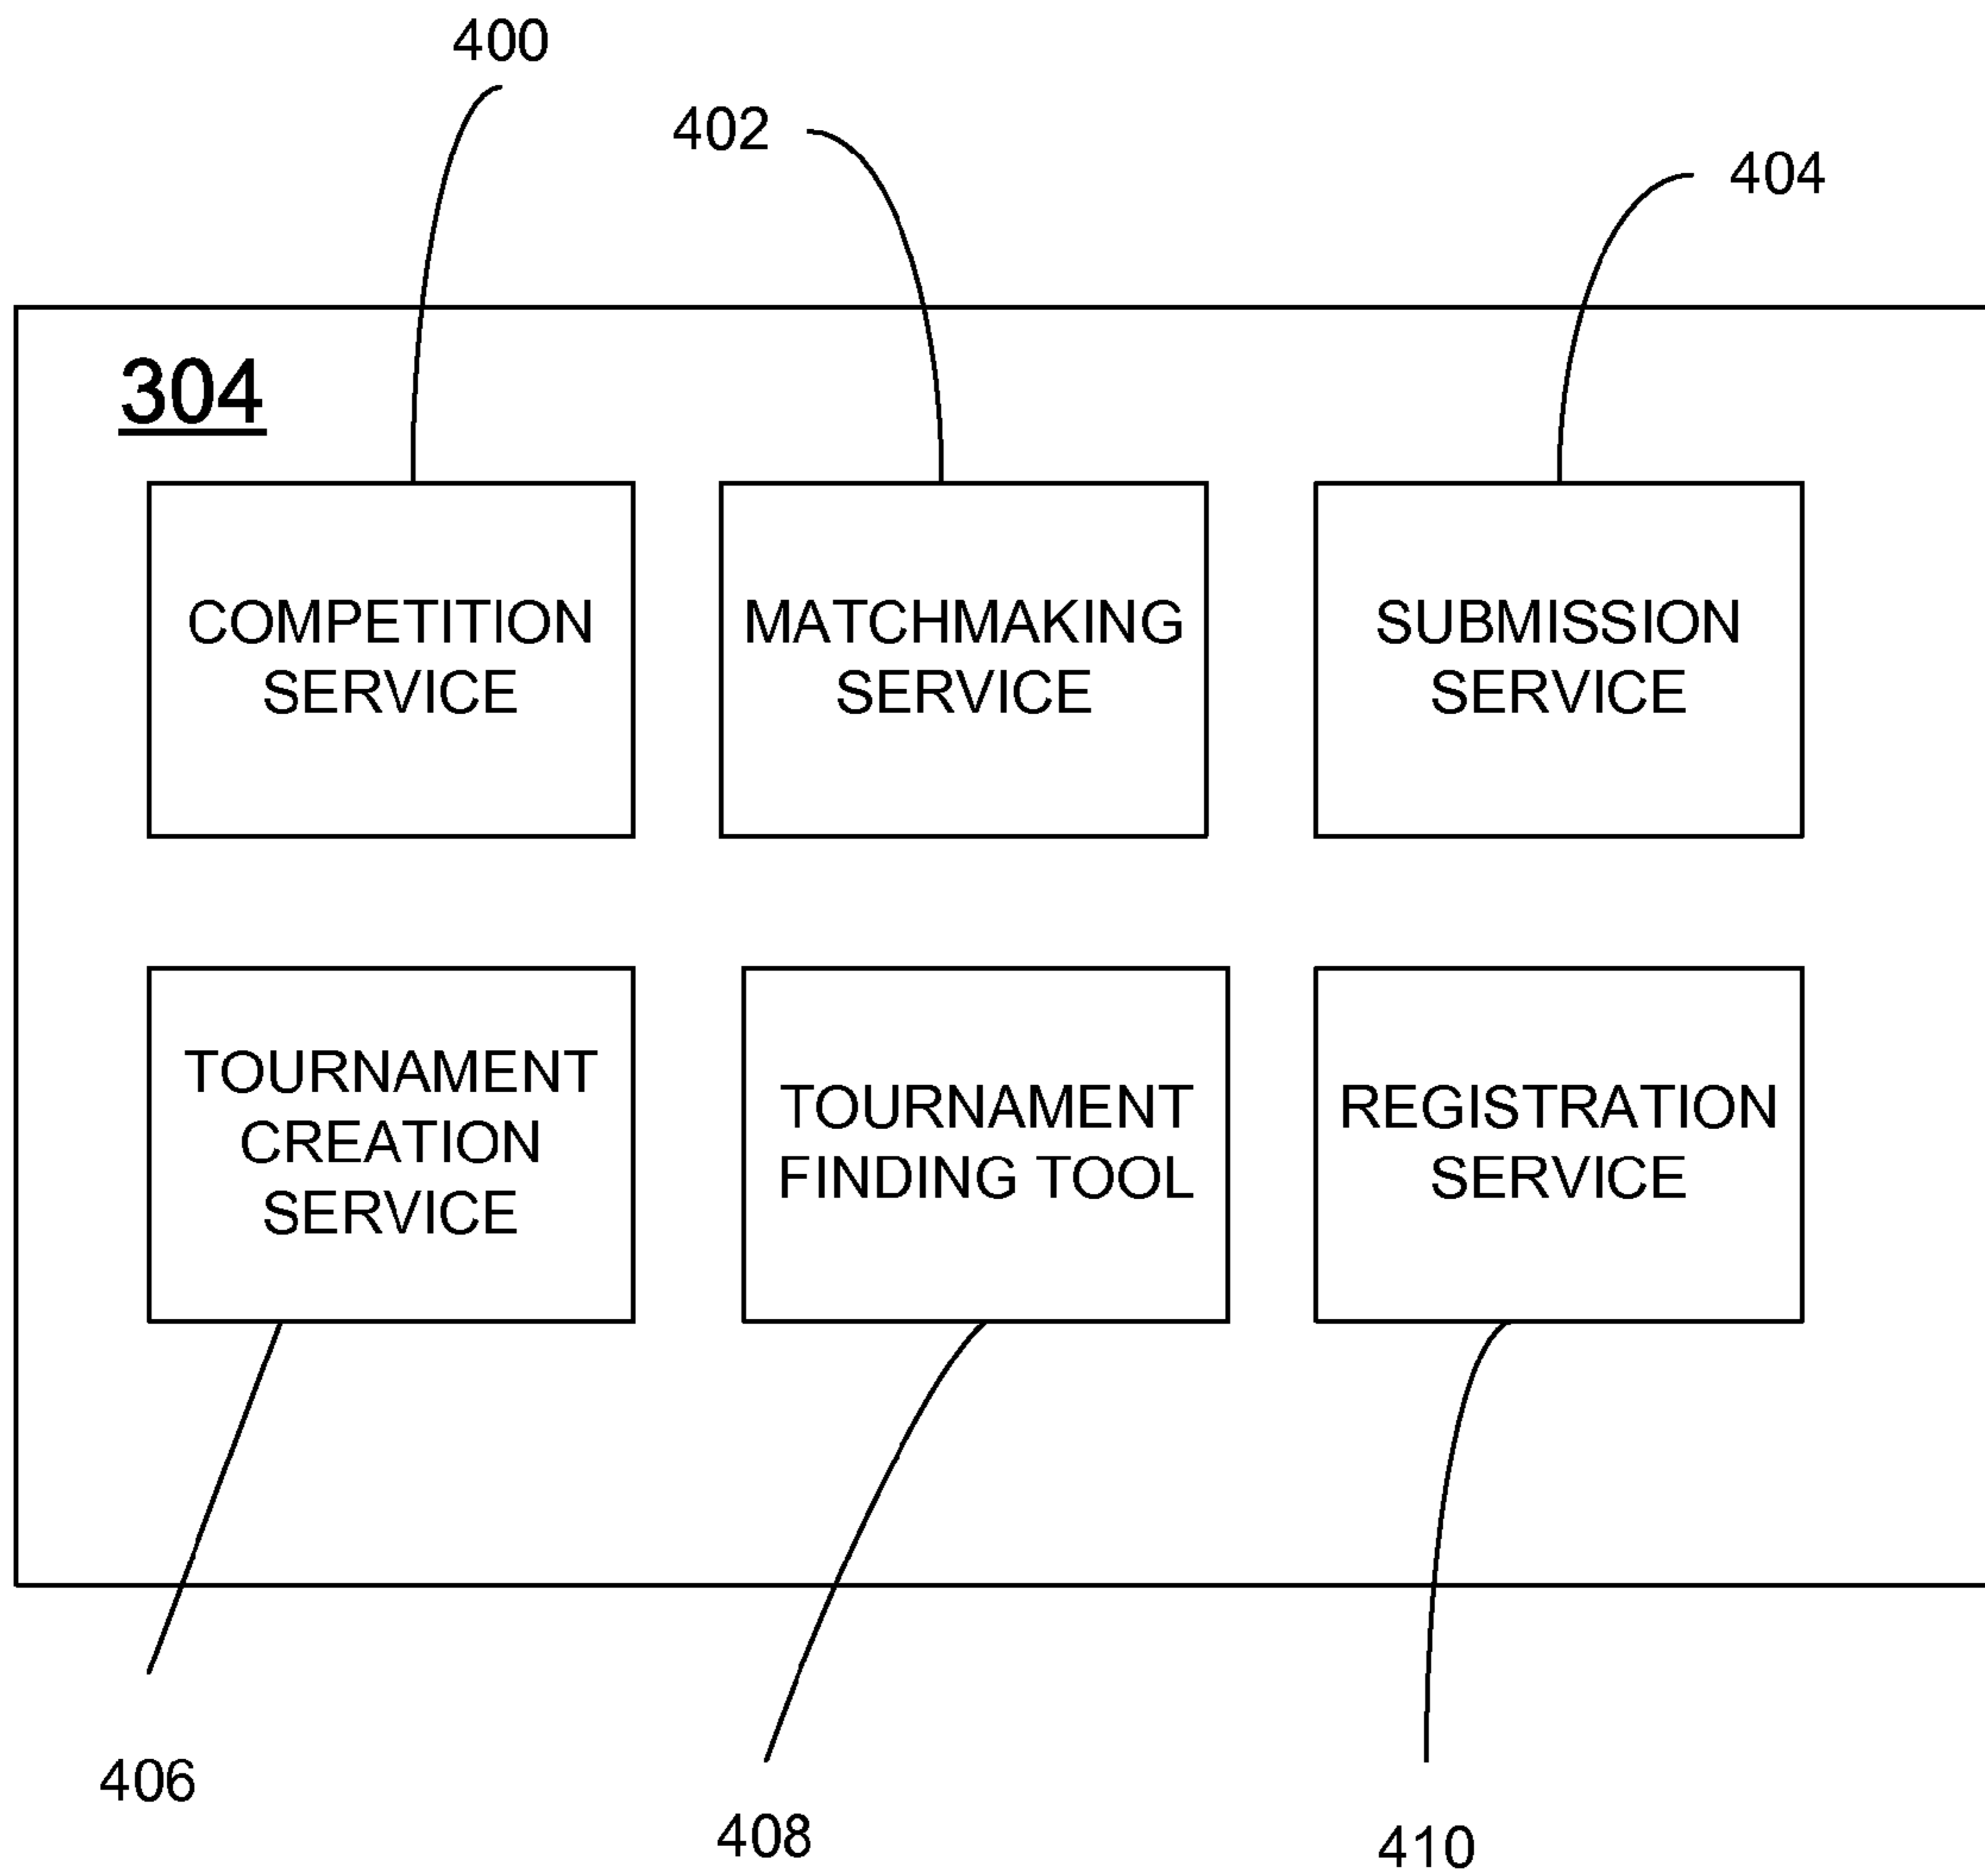 400
402
404
304
COMPETITION
SERVICE
MATCHMAKING
SERVICE
SUBMISSION
SERVICE
TOURNAMENT
CREATION
SERVICE
TOURNAMENT
FINDING TOOL
REGISTRATION
SERVICE
406
408
410